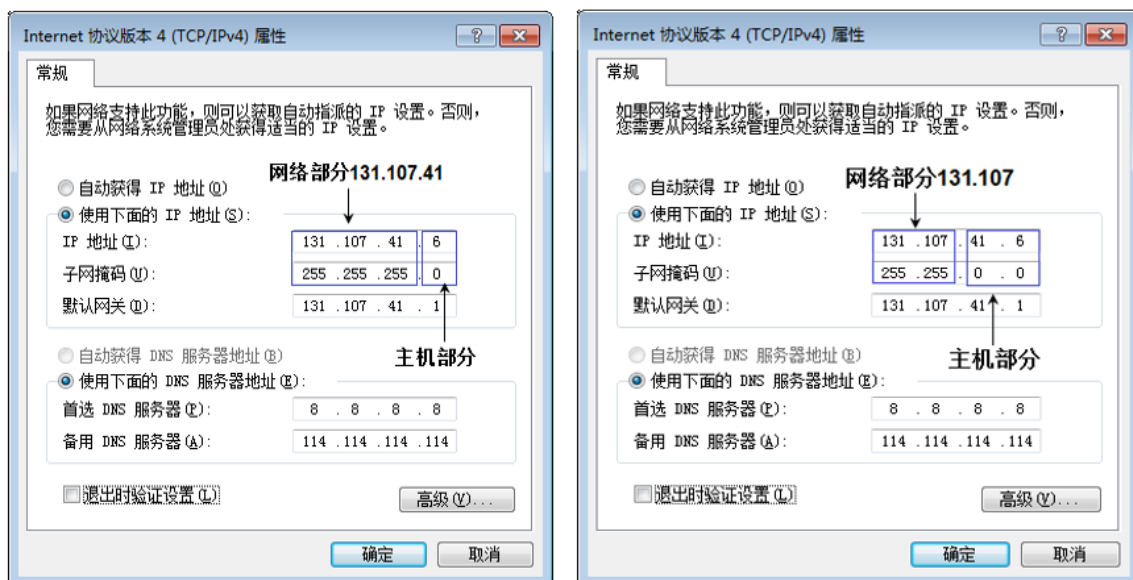 Internet 协议版本 4 (TCP/IPv4) 属性
常规
如果网络支持此功能，则可以获取自动指派的 IP 设置。否则，
您需要从网络系统管理员处获得适当的 IP 设置。
网络部分131.107.41
自动获得 IP 地址(O)
使用下面的 IP 地址(S):
IP 地址(I):
131 .107 . 41 . 6
子网掩码(U):
255 .255 .255 . 0
默认网关(D):
131 .107 . 41 . 1
主机部分
自动获得 DNS 服务器地址(B)
使用下面的 DNS 服务器地址(E):
首选 DNS 服务器(P):
8 . 8 . 8 . 8
备用 DNS 服务器(A):
114 .114 .114 .114
退出时验证设置(L)
高级(V)...
确定
取消
Internet 协议版本 4 (TCP/IPv4) 属性
常规
如果网络支持此功能，则可以获取自动指派的 IP 设置。否则，
您需要从网络系统管理员处获得适当的 IP 设置。
网络部分131.107
自动获得 IP 地址(O)
使用下面的 IP 地址(S):
IP 地址(I):
131 .107 . 41 . 6
子网掩码(U):
255 .255 . 0 . 0
默认网关(D):
131 .107 . 41 . 1
主机部分
自动获得 DNS 服务器地址(B)
使用下面的 DNS 服务器地址(E):
首选 DNS 服务器(P):
8 . 8 . 8 . 8
备用 DNS 服务器(A):
114 .114 .114 .114
退出时验证设置(L)
高级(V)...
确定
取消